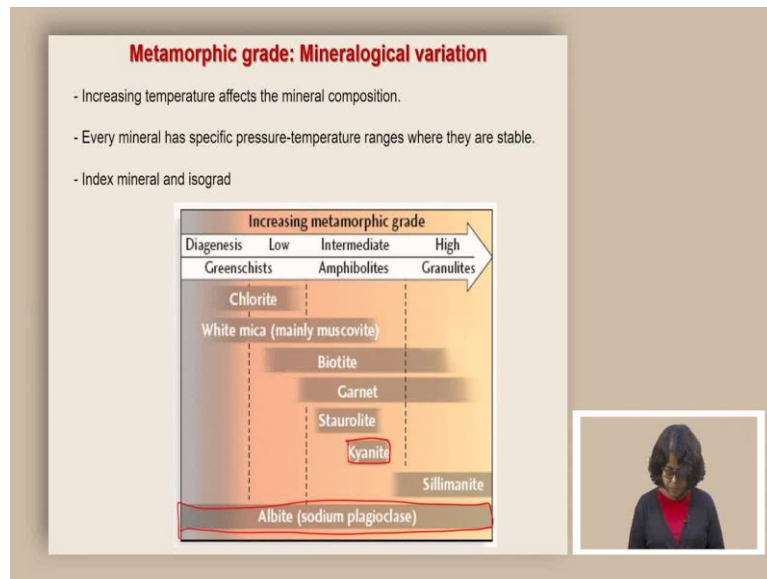 Metamorphic grade: Mineralogical variation
- Increasing temperature affects the mineral composition.
- Every mineral has specific pressure-temperature ranges where they are stable.
- Index mineral and isograd
Increasing metamorphic grade
Diagenesis Low Intermediate High
Greenschists Amphibolites Granulites
Chlorite
White mica (mainly muscovite)
Biotite
Garnet
Staurolite
Kyanite
Sillimanite
Albite (sodium plagioclase)